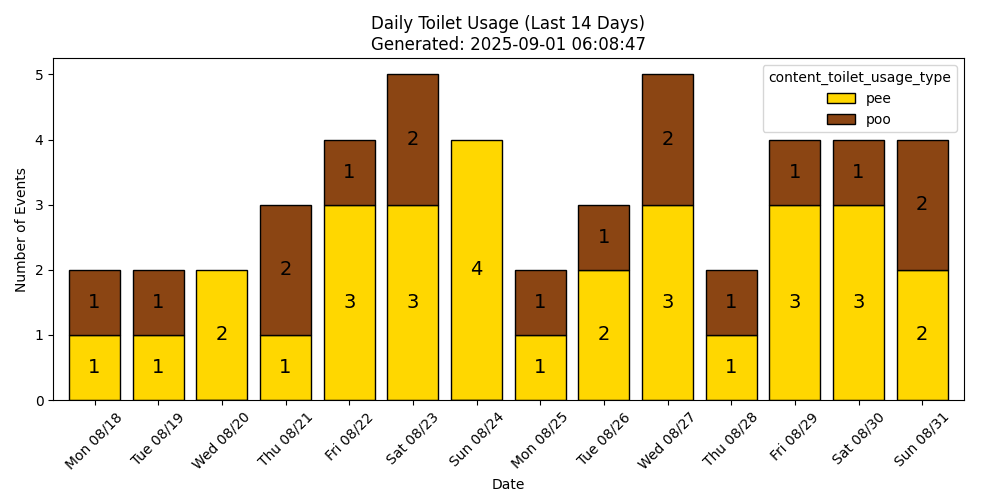 Daily Toilet Usage (Last 14 Days)
Generated: 2025-09-01 06:08:47
content_toilet_usage_type
pee
poo
Number of Events
5
4
3
2
1
0
1
1
2
2
1
3
2
4
1
1
2
1
1
1
2
1
1
1
3
3
1
2
3
1
3
3
2
Mon 08/18
Tue 08/19
Wed 08/20
Thu 08/21
Fri 08/22
Sat 08/23
Sun 08/24
Mon 08/25
Tue 08/26
Wed 08/27
Thu 08/28
Fri 08/29
Sat 08/30
Sun 08/31
Date